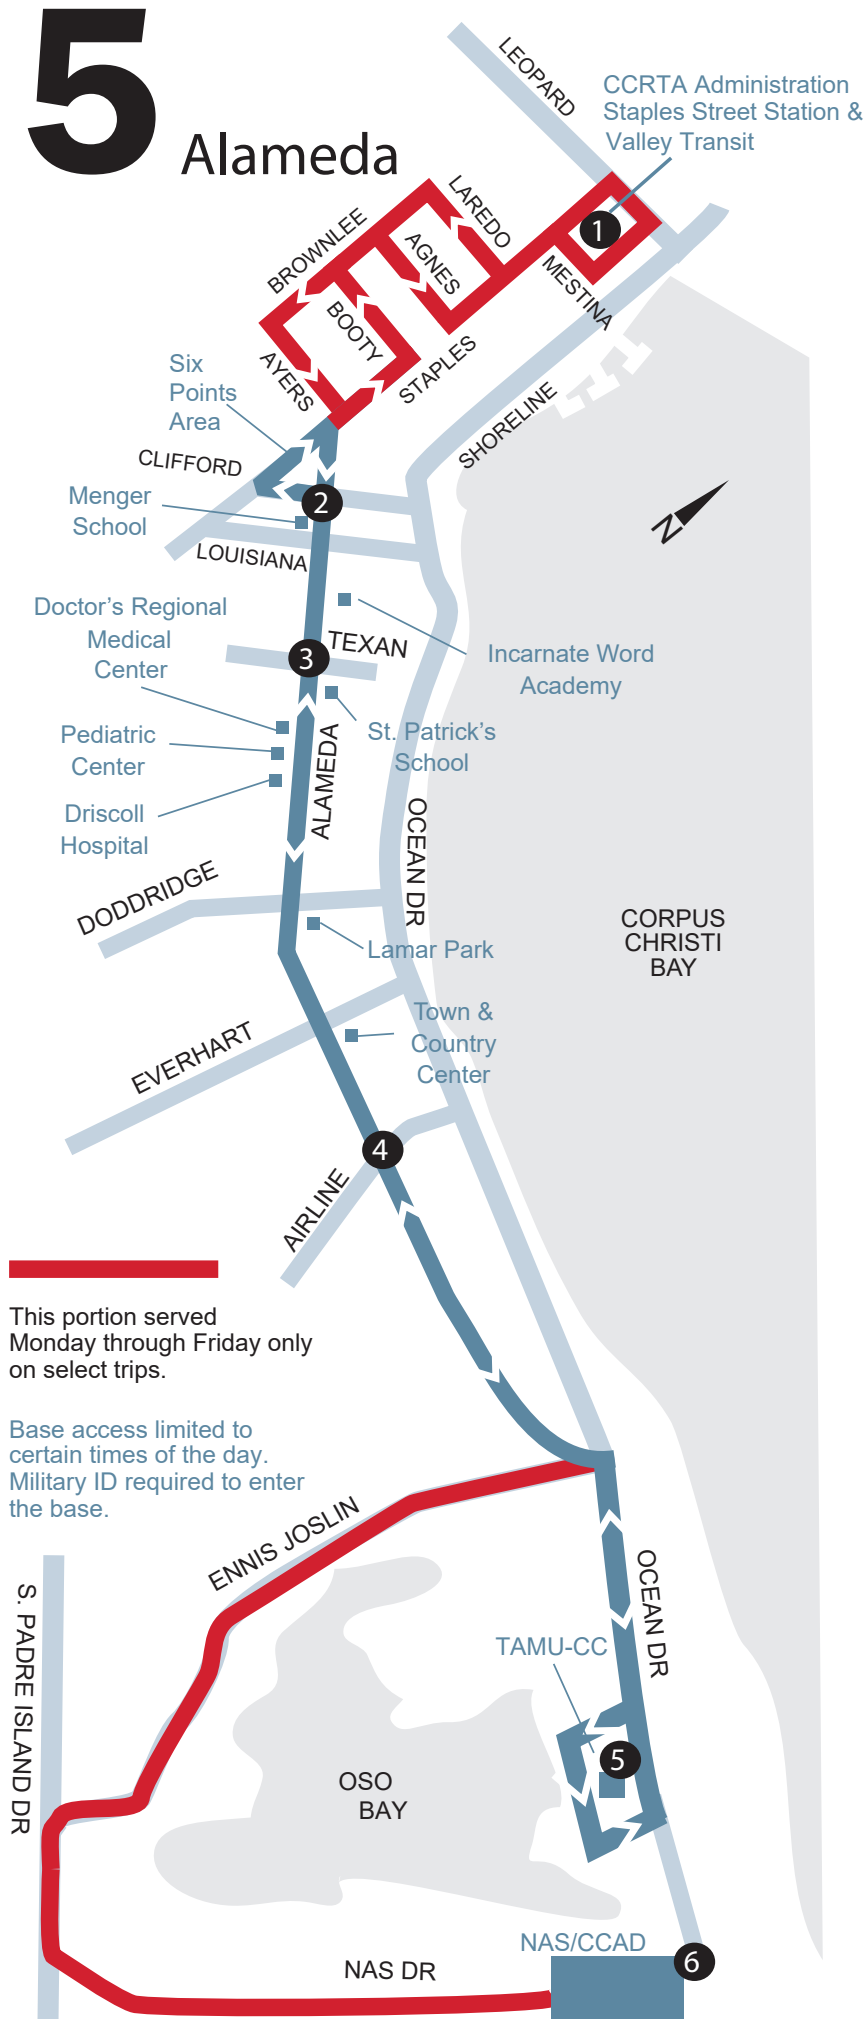 5
Alameda
LEOPARD
CCRTA Administration
Staples Street Station &
Valley Transit
LAREDO
BROWNLEE
AGNES
1
MESTINA
BOOTY
STAPLES
AYERS
Six
Points
Area
SHORELINE
CLIFFORD
2
Menger
School
N
LOUISIANA
Doctor's Regional
Medical
Center
TEXAN
3
Incarnate Word
Academy
St. Patrick's
School
Pediatric
Center
ALAMEDA
Driscoll
Hospital
OCEAN DR
DODDRIDGE
CORPUS
CHRISTI
BAY
Lamar Park
Town &
Country
Center
EVERHART
4
AIRLINE
This portion served
Monday through Friday only
on select trips.
Base access limited to
certain times of the day.
Military ID required to enter
the base.
ENNIS JOSLIN
OCEAN DR
S. PADRE ISLAND DR
TAMU-CC
5
OSO
BAY
NAS/CCAD
6
NAS DR